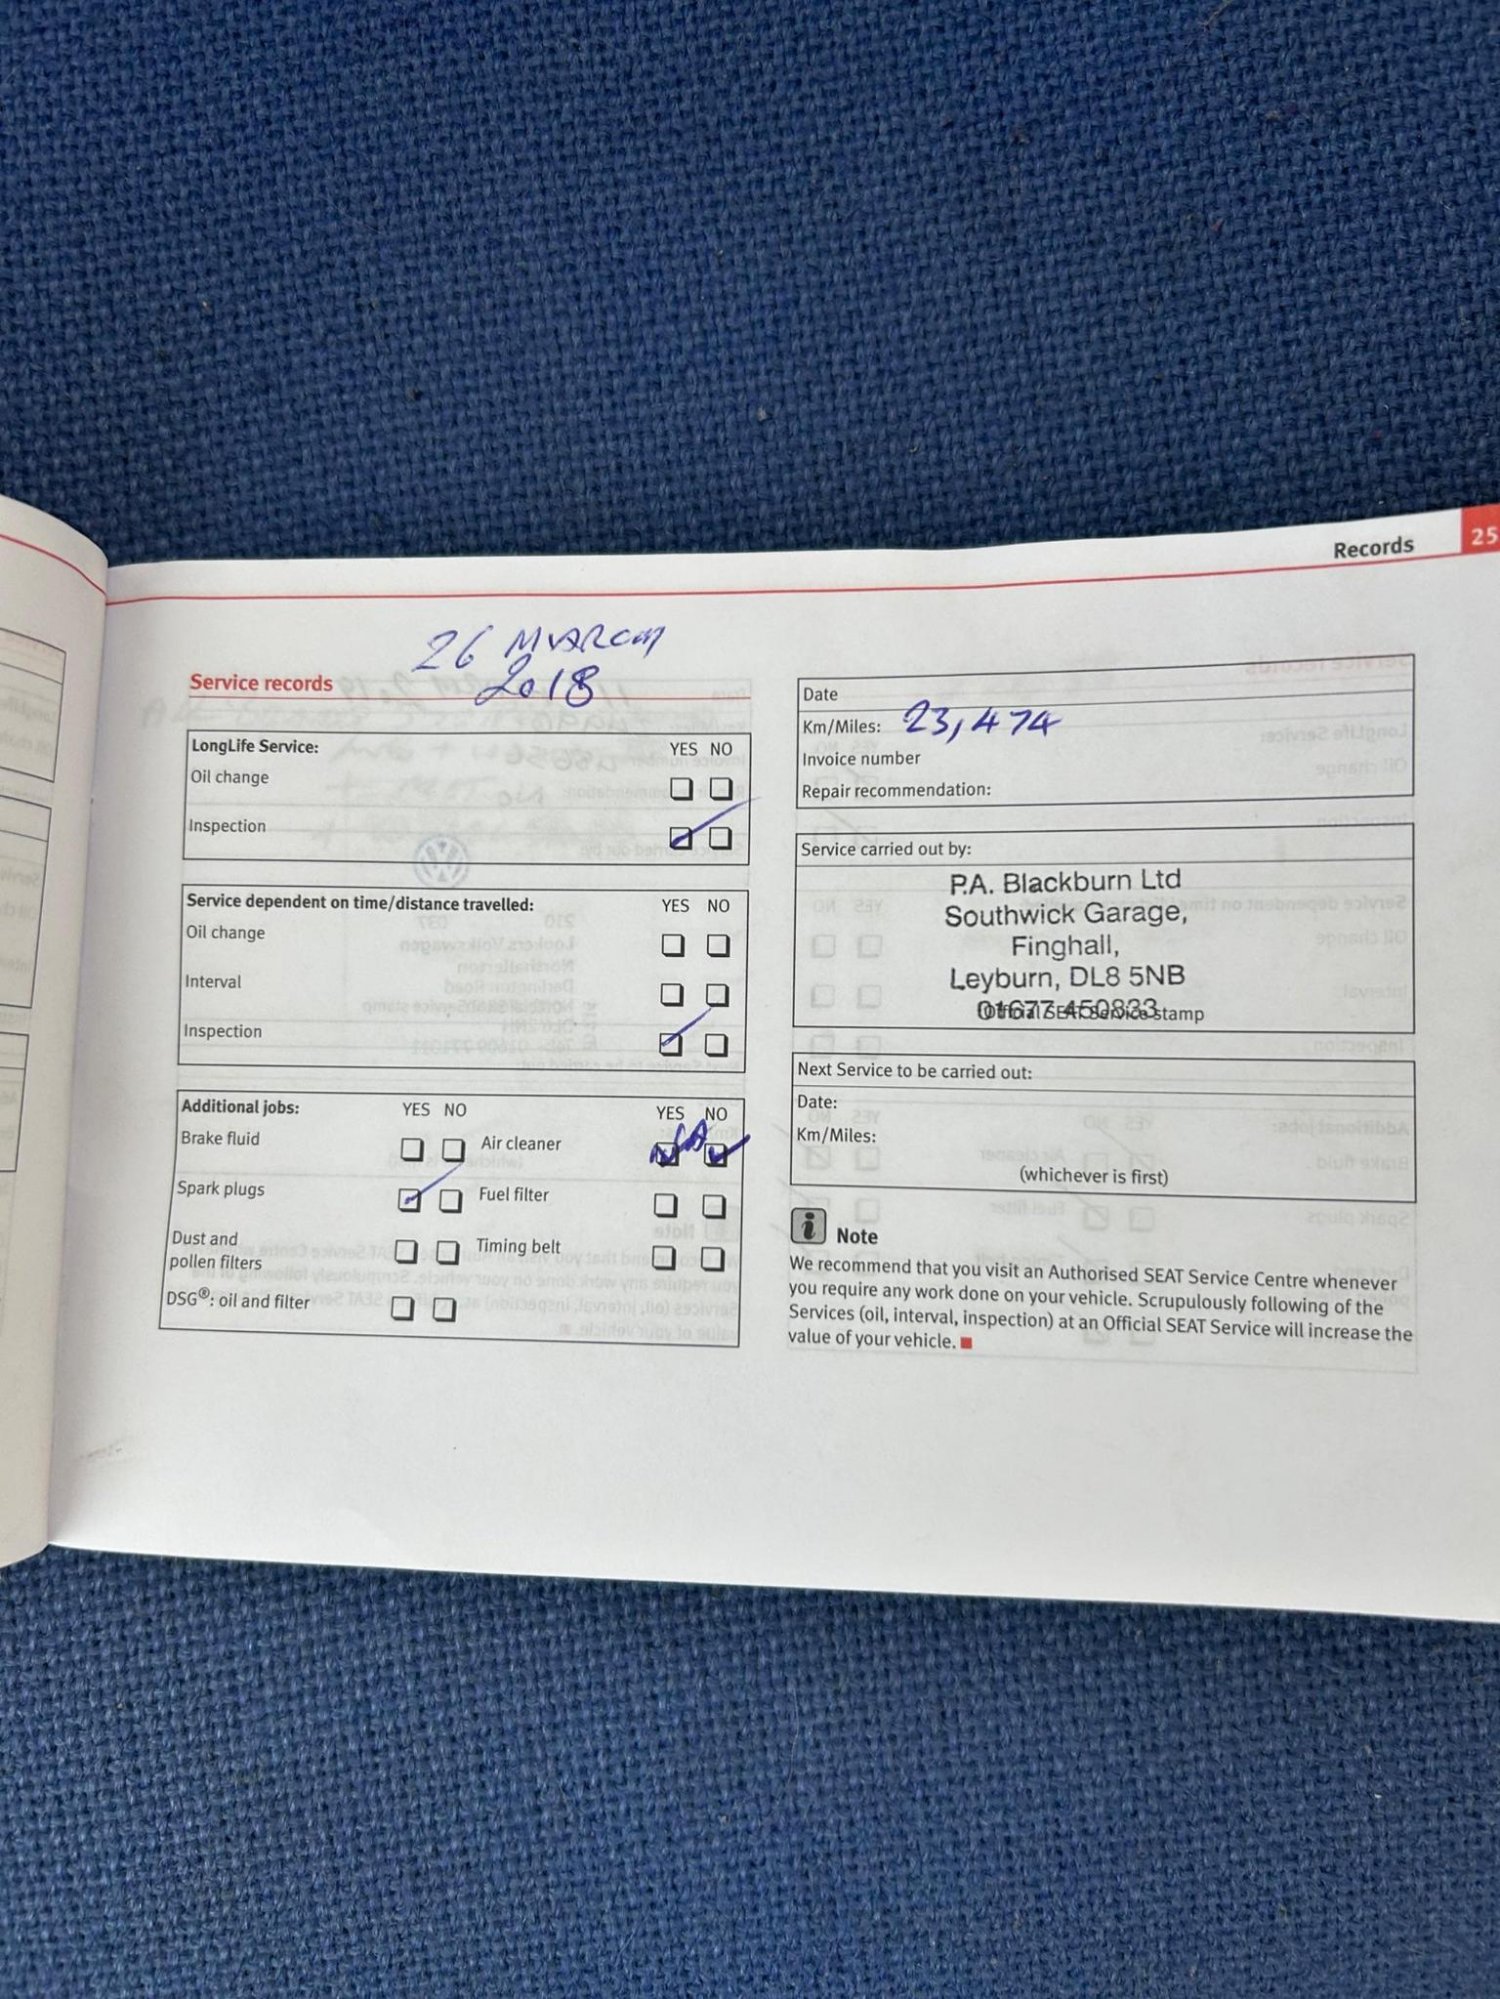 Records 25
26 MARCH
2018
Service records
LongLife Service: YES NO
Oil change
Inspection
Service dependent on time/distance travelled: YES NO
Oil change
Interval
Inspection
Additional jobs: YES NO YES NO
Brake fluid Air cleaner
Spark plugs Fuel filter
Dust and
pollen filters Timing belt
DSG®: oil and filter
Date
Km/Miles: 23,474
Invoice number
Repair recommendation:
Service carried out by:
P.A. Blackburn Ltd
Southwick Garage,
Finghall,
Leyburn, DL8 5NB
01677 450833
Official SEAT Service stamp
Next Service to be carried out:
Date:
Km/Miles:
(whichever is first)
Note
We recommend that you visit an Authorised SEAT Service Centre whenever
you require any work done on your vehicle. Scrupulously following of the
Services (oil, interval, inspection) at an Official SEAT Service will increase the
value of your vehicle.